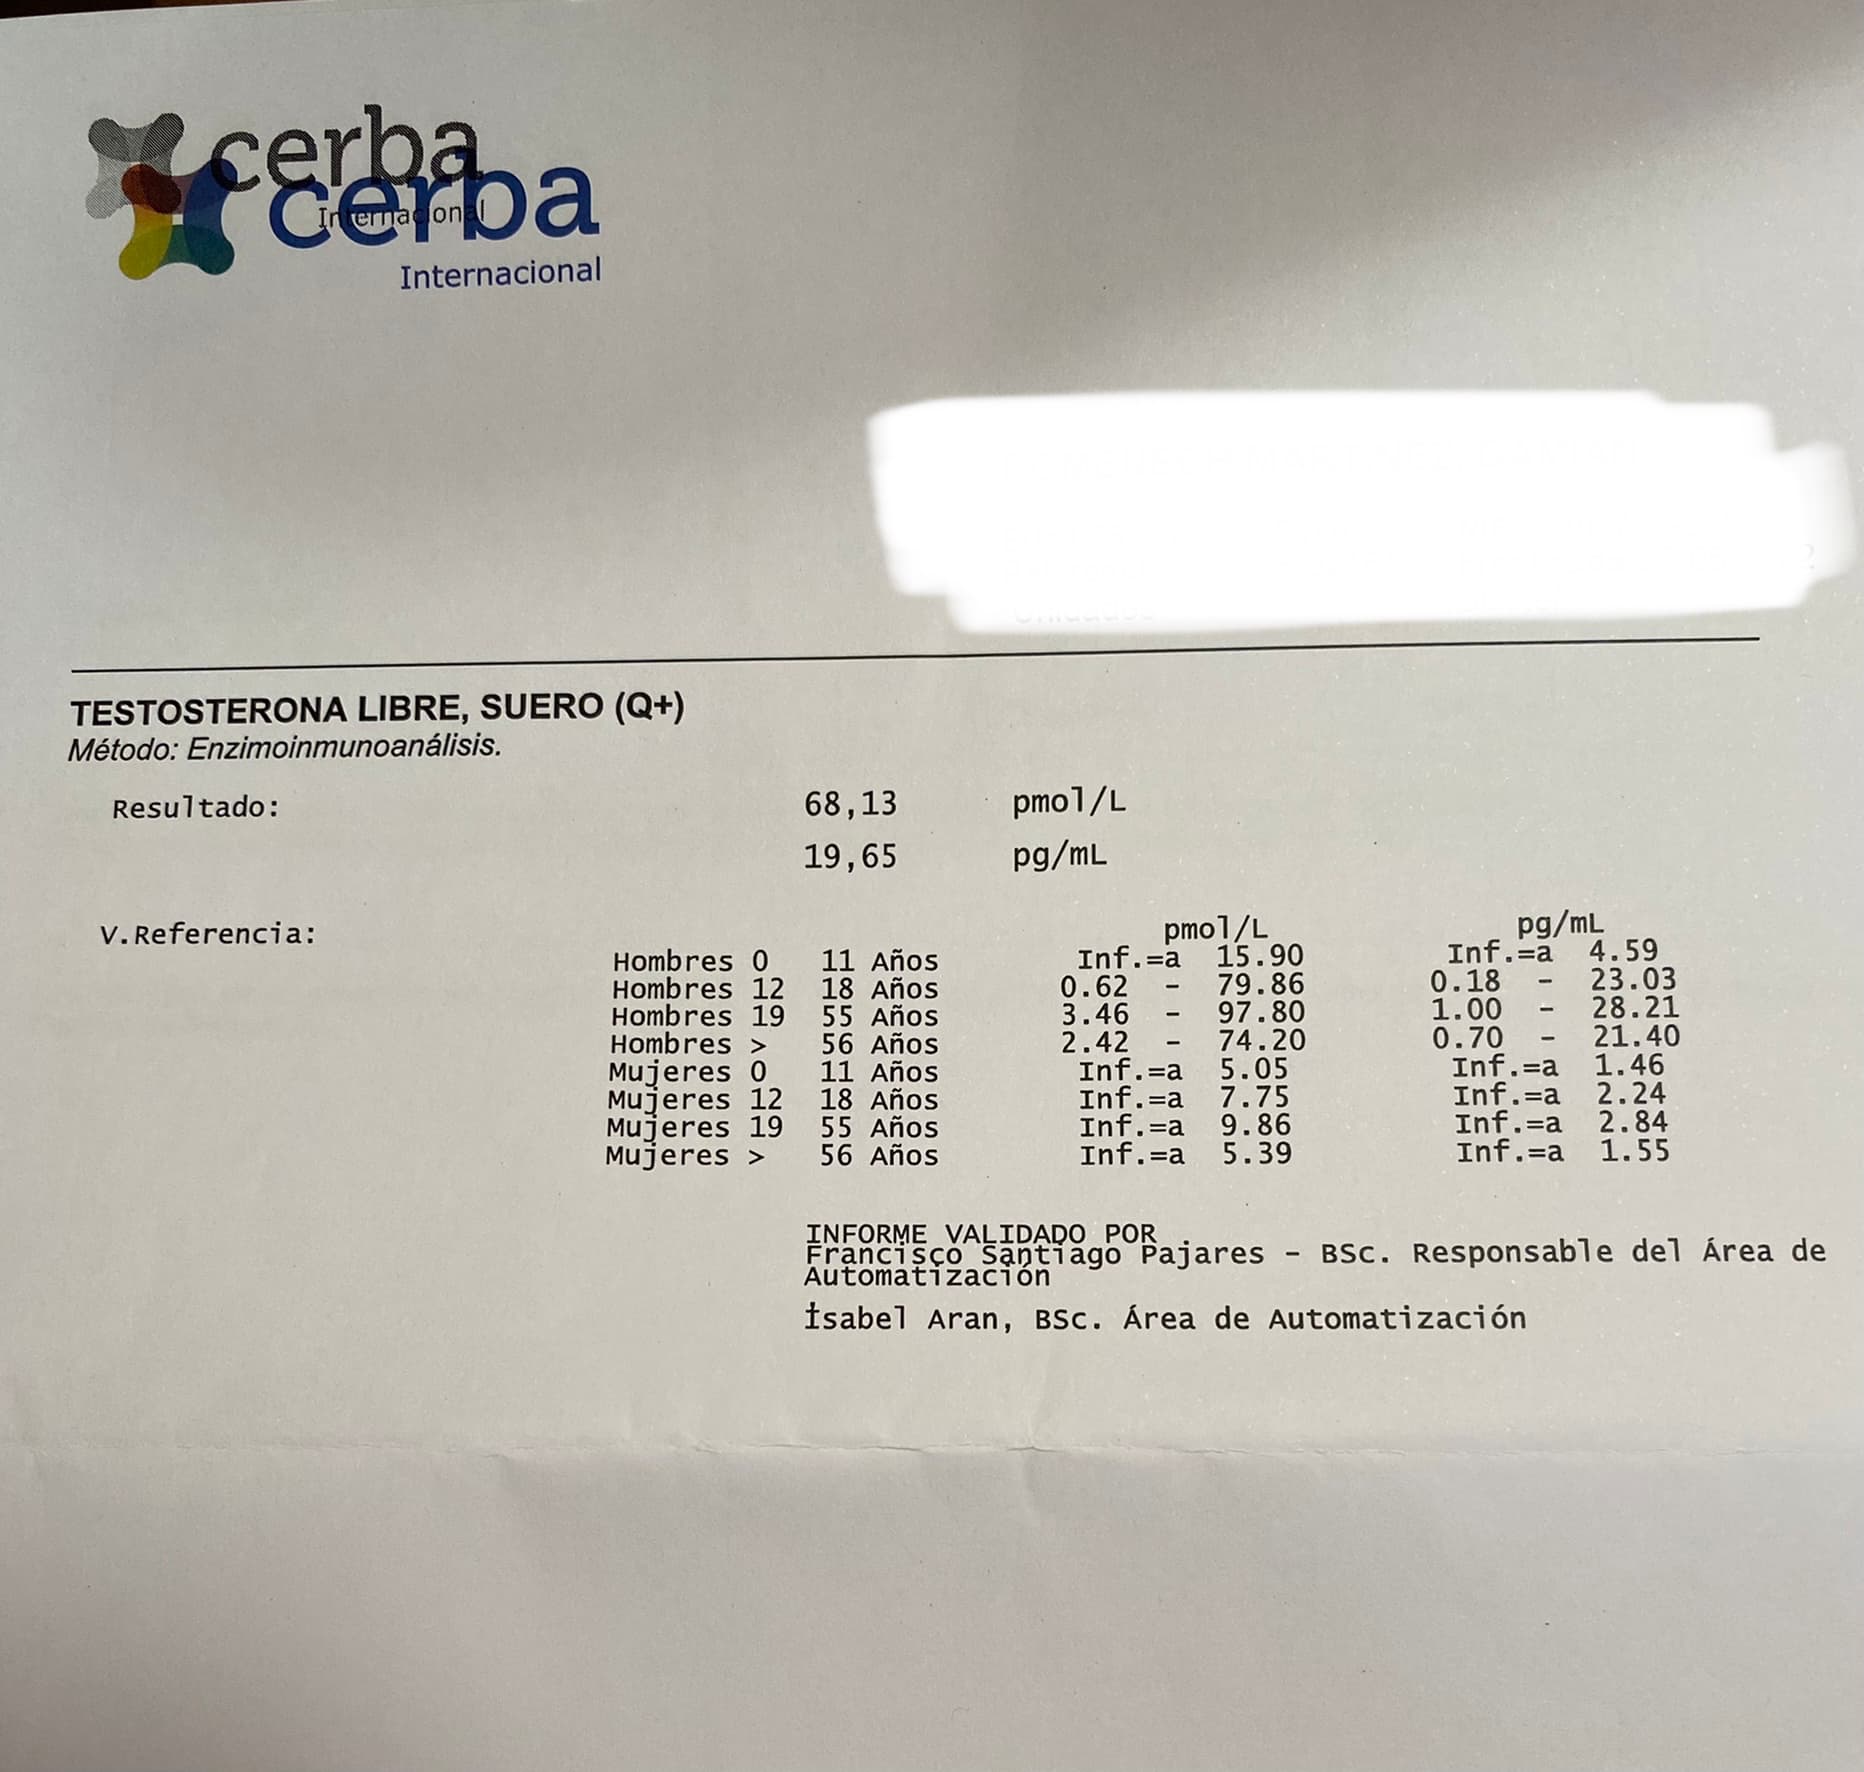 cerba
Internacional
cerba
Internacional
TESTOSTERONA LIBRE, SUERO (Q+)
Método: Enzimoinmunoanálisis.
Resultado: 68,13 pmol/L
19,65 pg/mL
V.Referencia: pmol/L pg/mL
Hombres 0 11 Años Inf.=a 15.90 Inf.=a 4.59
Hombres 12 18 Años 0.62 - 79.86 0.18 - 23.03
Hombres 19 55 Años 3.46 - 97.80 1.00 - 28.21
Hombres > 56 Años 2.42 - 74.20 0.70 - 21.40
Mujeres 0 11 Años Inf.=a 5.05 Inf.=a 1.46
Mujeres 12 18 Años Inf.=a 7.75 Inf.=a 2.24
Mujeres 19 55 Años Inf.=a 9.86 Inf.=a 2.84
Mujeres > 56 Años Inf.=a 5.39 Inf.=a 1.55
INFORME VALIDADO POR
Francisco Santiago Pajares - BSc. Responsable del Área de
Automatización
Isabel Aran, BSc. Área de Automatización